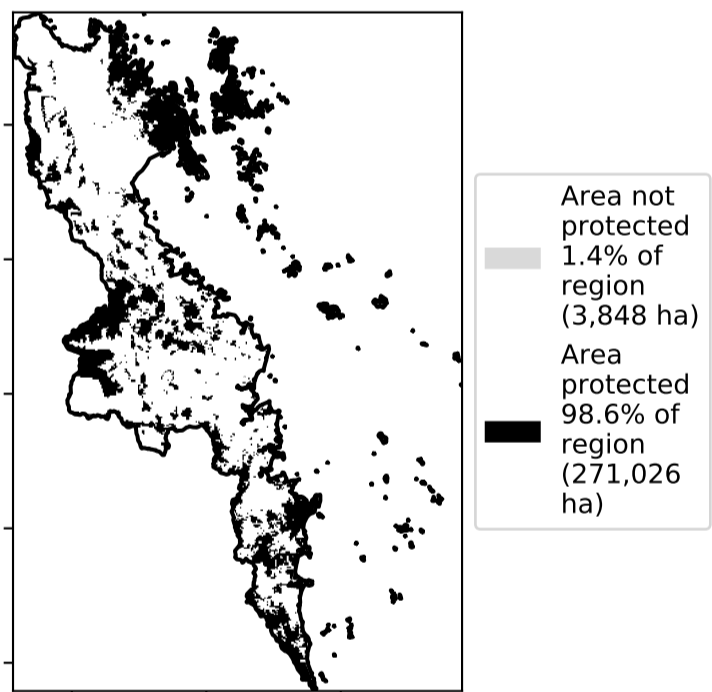 Area not
protected
1.4% of
region
(3,848 ha)
Area
protected
98.6% of
region
(271,026
ha)